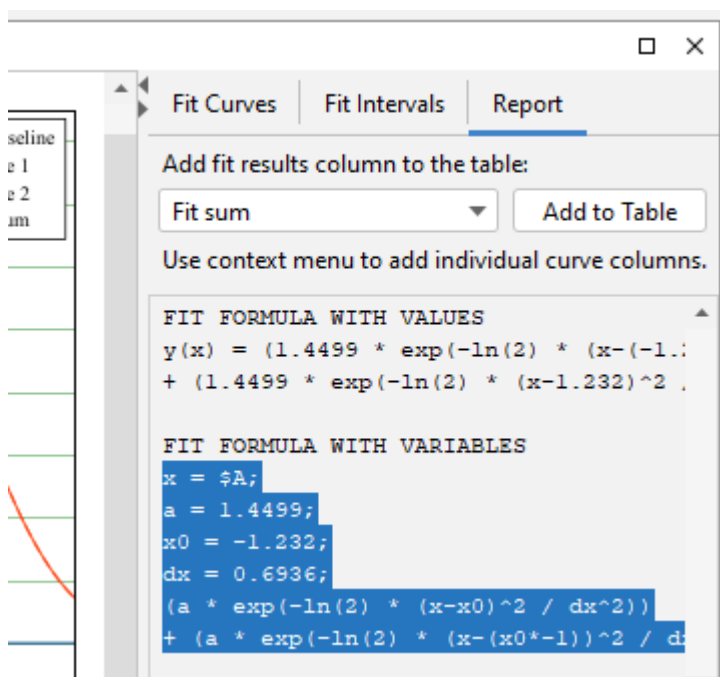 seline
e 1
e 2
um
Fit Curves Fit Intervals Report
Add fit results column to the table:
Fit sum Add to Table
Use context menu to add individual curve columns.
FIT FORMULA WITH VALUES
y(x) = (1.4499 * exp(-ln(2) * (x-(-1.
+ (1.4499 * exp(-ln(2) * (x-1.232)^2 /
FIT FORMULA WITH VARIABLES
x = $A;
a = 1.4499;
x0 = -1.232;
dx = 0.6936;
(a * exp(-ln(2) * (x-x0)^2 / dx^2))
+ (a * exp(-ln(2) * (x-(x0*-1))^2 / d